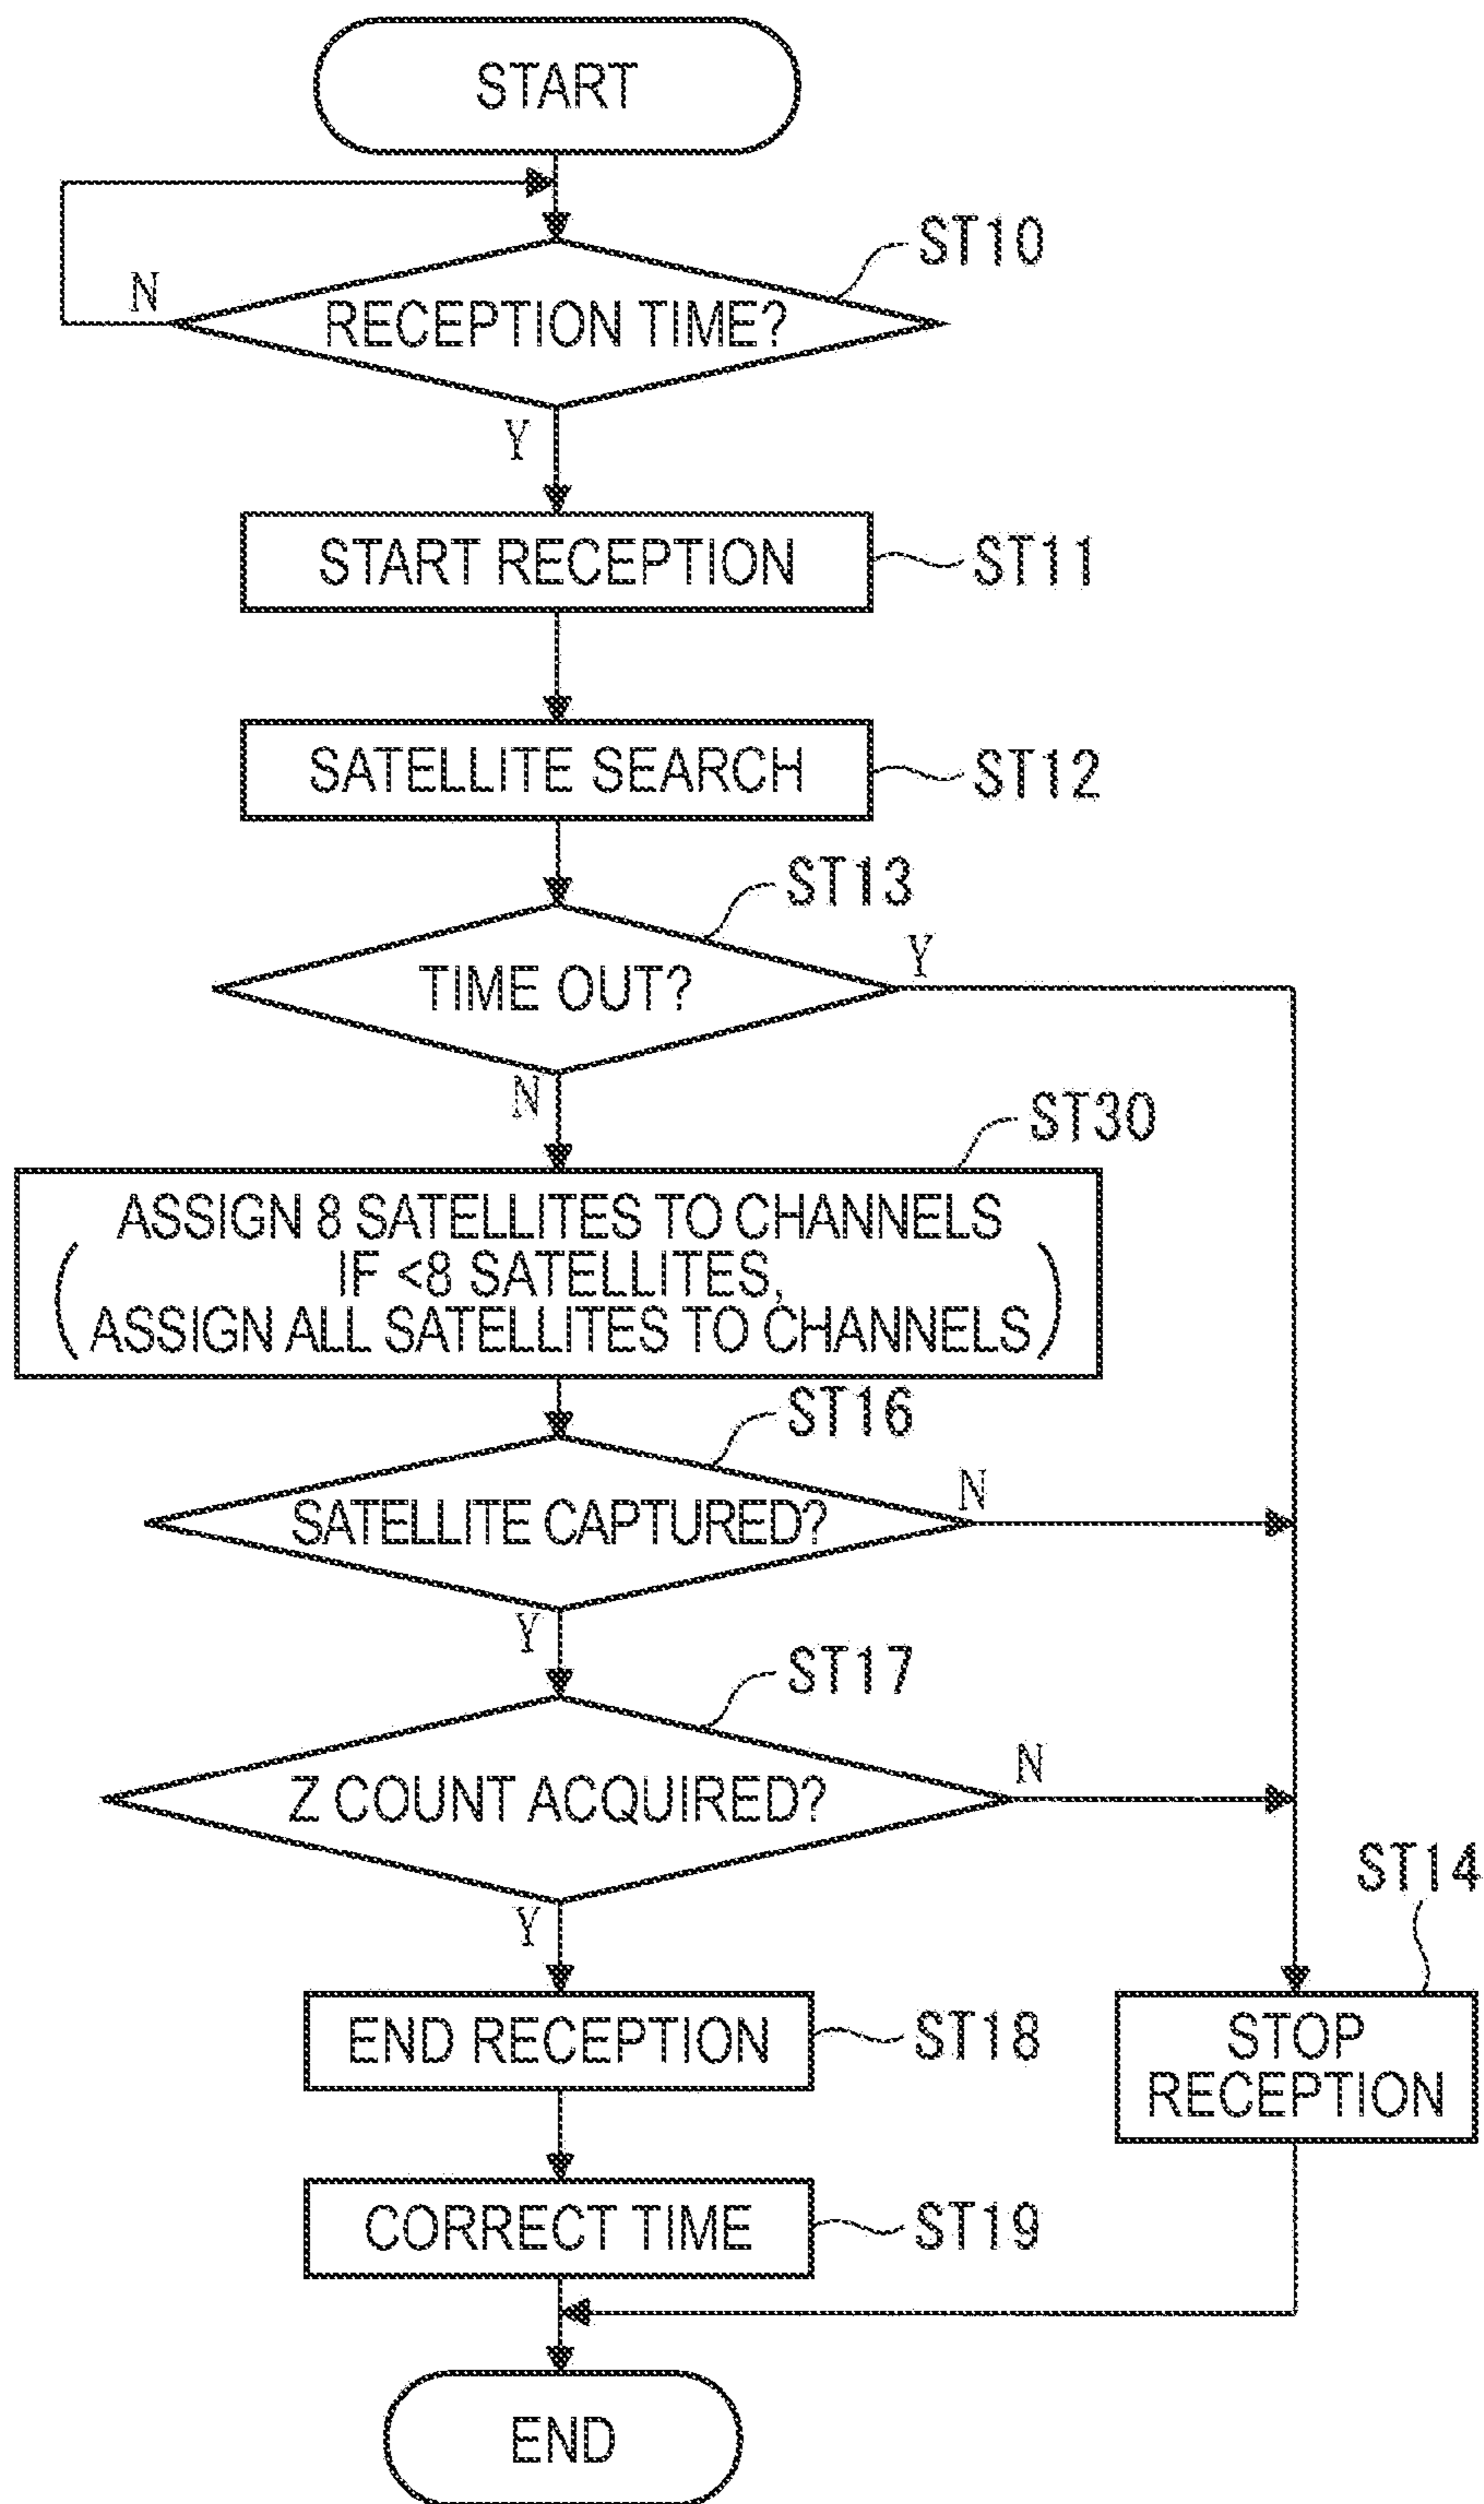 START
ST10
N
RECEPTION TIME?
Y
START RECEPTION
ST11
SATELLITE SEARCH
ST12
ST13
Y
TIME OUT?
N
ST30
ASSIGN 8 SATELLITES TO CHANNELS
(IF <8 SATELLITES,
ASSIGN ALL SATELLITES TO CHANNELS)
ST16
N
SATELLITE CAPTURED?
Y
ST17
N
Z COUNT ACQUIRED?
ST14
Y
END RECEPTION
ST18
STOP
RECEPTION
CORRECT TIME
ST19
END